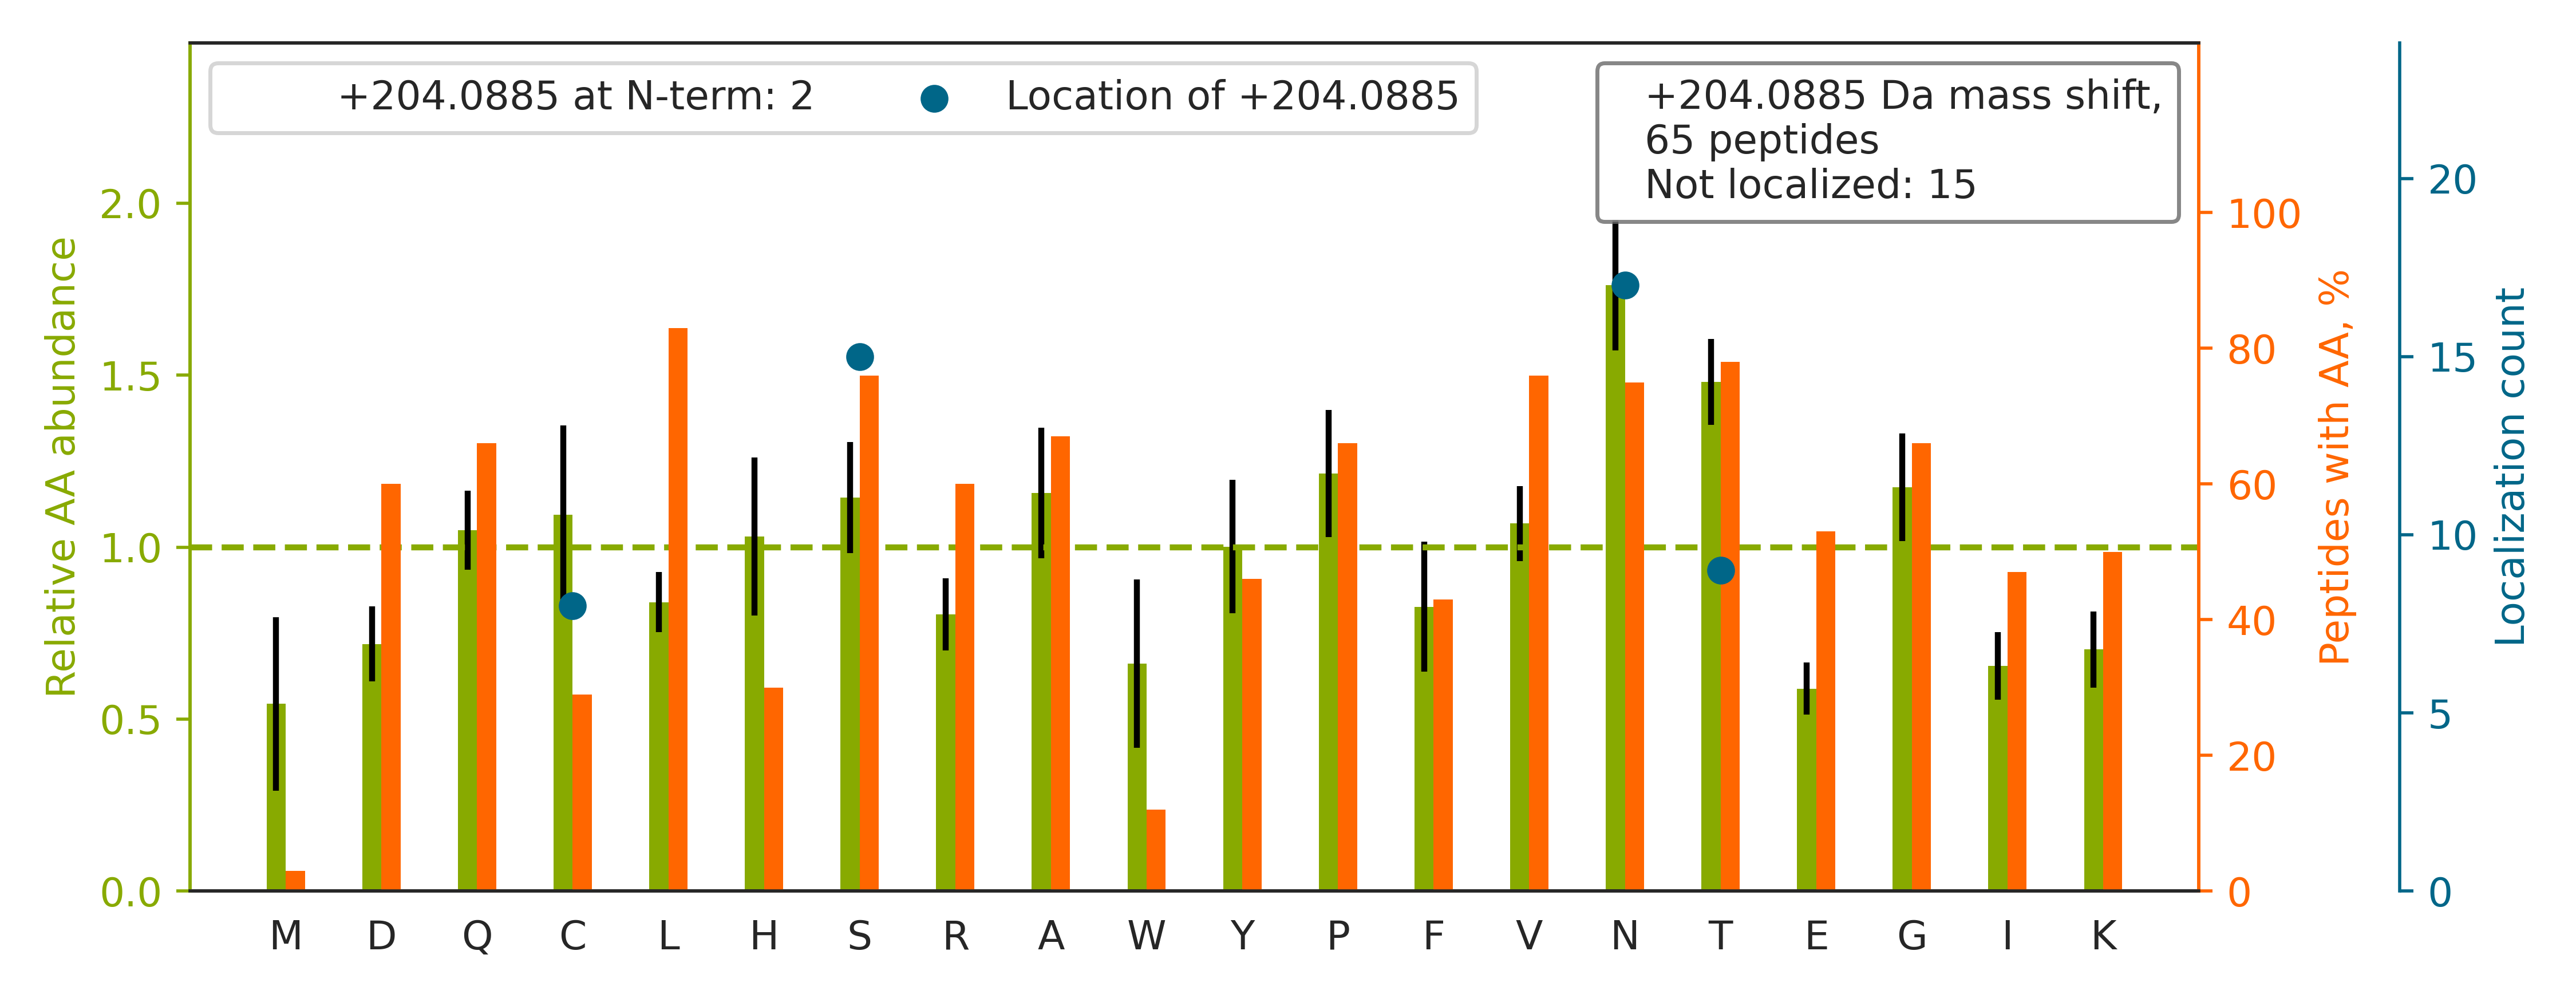 +204.0885 at N-term: 2
Location of +204.0885
+204.0885 Da mass shift,
65 peptides
Not localized: 15
Relative AA abundance
2.0
1.5
1.0
0.5
0.0
M D Q C L H S R A W Y P F V N T E G I K
100
80
60
40
20
0
Peptides with AA, %
20
15
10
5
0
Localization count